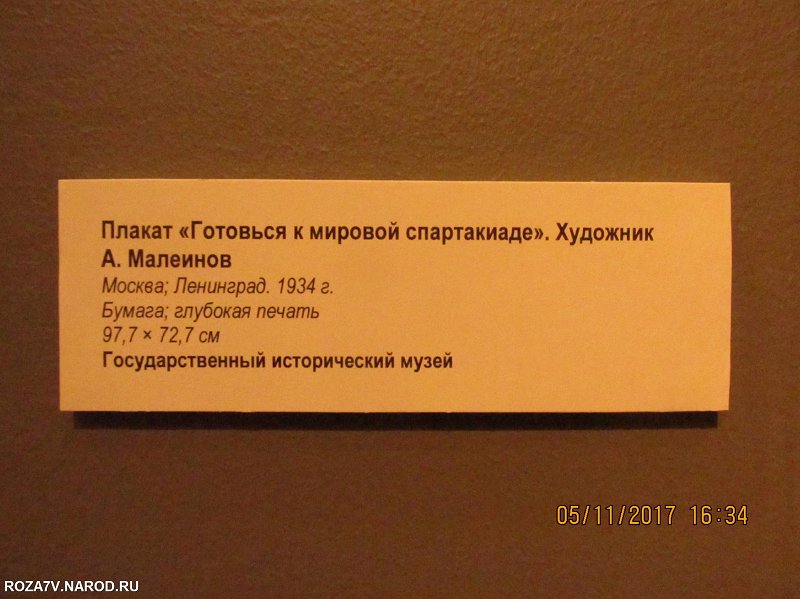 Плакат «Готовься к мировой спартакиаде». Художник
А. Малеинов
Москва; Ленинград. 1934 г.
Бумага; глубокая печать
97,7 × 72,7 см
Государственный исторический музей
05/11/2017 16:34
ROZA7V.NAROD.RU